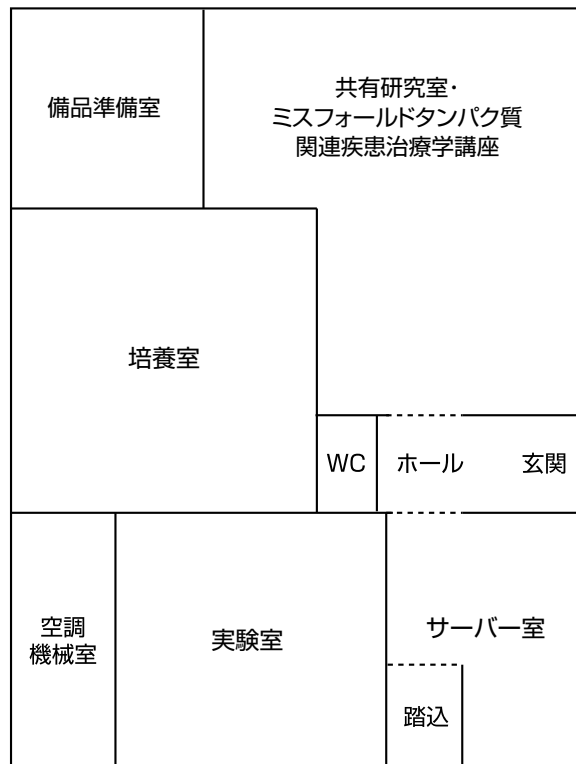 備品準備室
共有研究室・
ミスフォールドタンパク質
関連疾患治療学講座
培養室
WC
ホール
玄関
空調
機械室
実験室
サーバー室
踏込